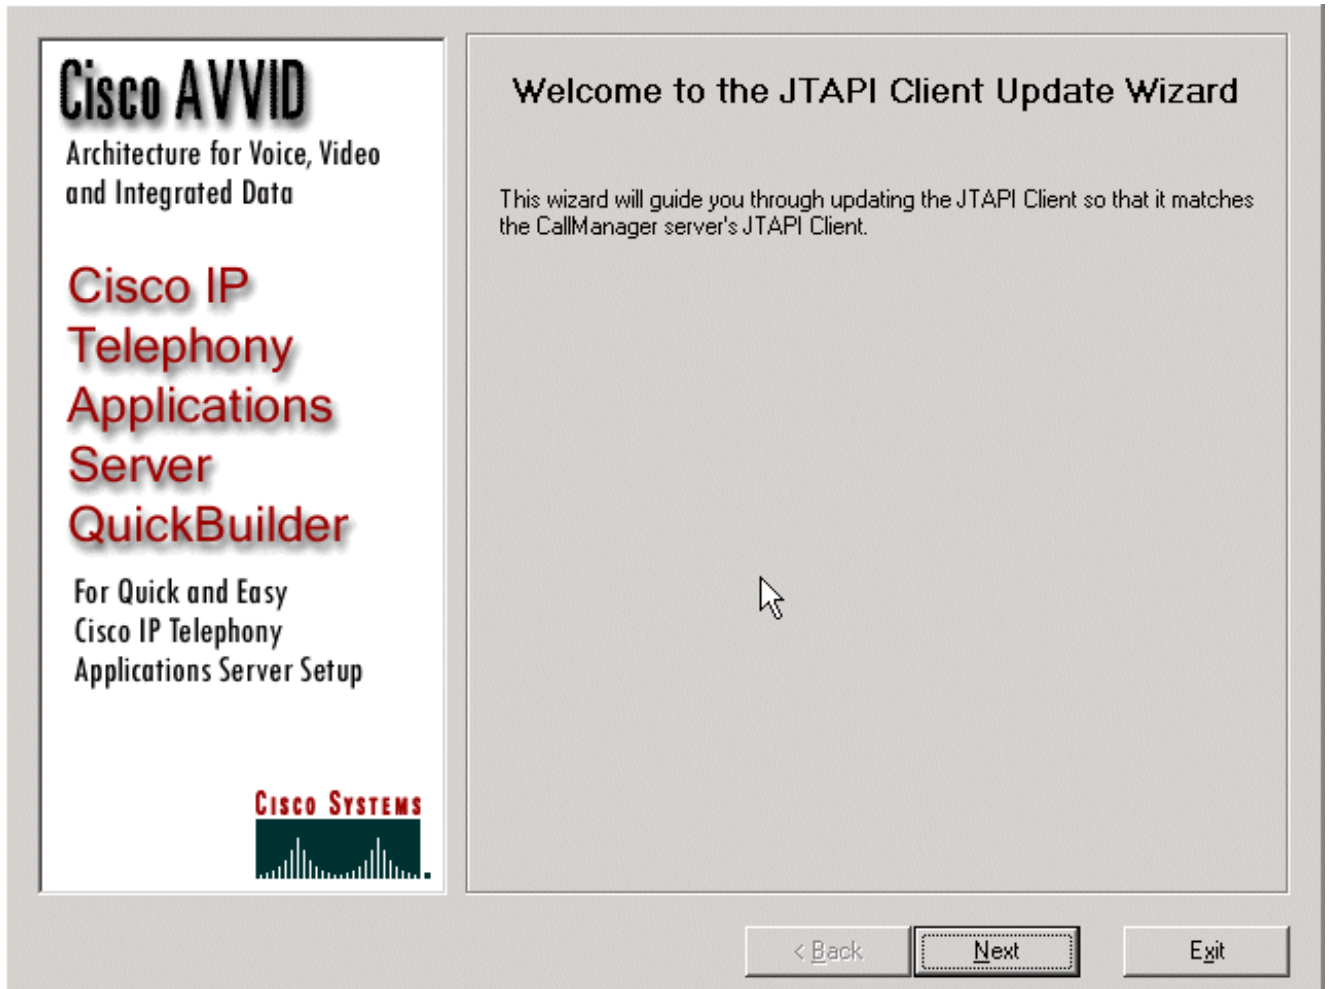 Cisco AVVID
Architecture for Voice, Video
and Integrated Data
Cisco IP
Telephony
Applications
Server
QuickBuilder
For Quick and Easy
Cisco IP Telephony
Applications Server Setup
CISCO SYSTEMS
Welcome to the JTAPI Client Update Wizard
This wizard will guide you through updating the JTAPI Client so that it matches
the CallManager server's JTAPI Client.
< Back
Next
Exit